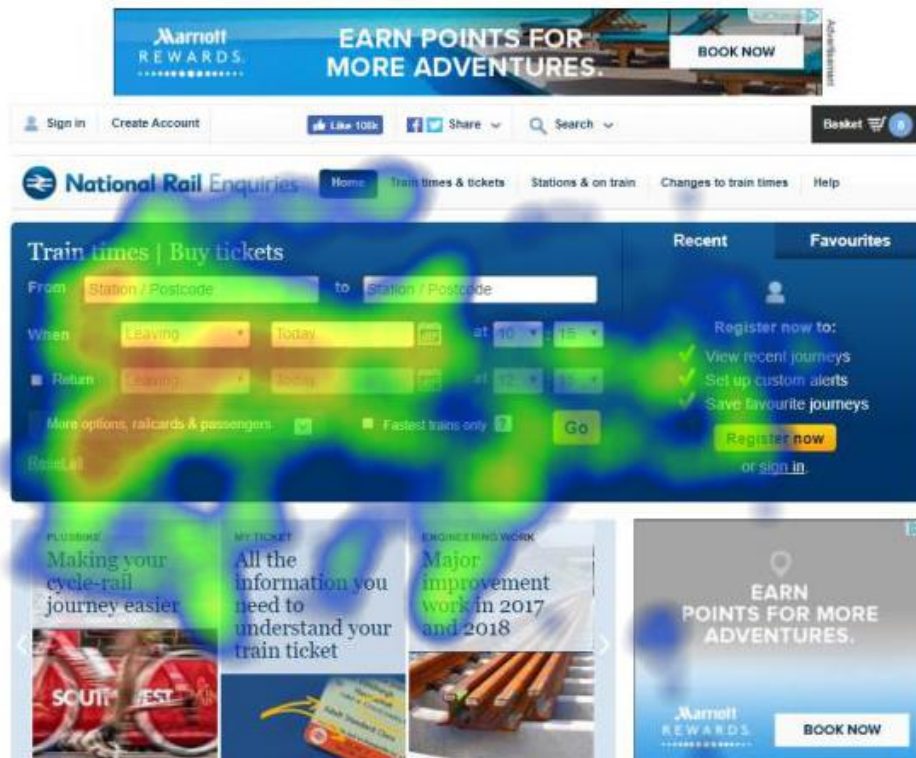 Marriott
REWARDS.
EARN POINTS FOR
MORE ADVENTURES.
BOOK NOW
AdChoices
Advertisement
Sign in Create Account Like 106k Share Search Basket 0
National Rail Enquiries Home Train times & tickets Stations & on train Changes to train times Help
Train times | Buy tickets
Recent Favourites
From Station / Postcode to Station / Postcode
When Leaving Today at 10 : 15
Return Leaving Today at 12 : 15
More options, railcards & passengers Fastest trains only ? Go
Reset all
Register now to:
View recent journeys
Set up custom alerts
Save favourite journeys
Register now
or sign in.
PLUSBIKE
Making your
cycle-rail
journey easier
SOUTH WEST
MY TICKET
All the
information you
need to
understand your
train ticket
ENGINEERING WORK
Major
improvement
work in 2017
and 2018
EARN
POINTS FOR MORE
ADVENTURES.
Marriott
REWARDS
BOOK NOW